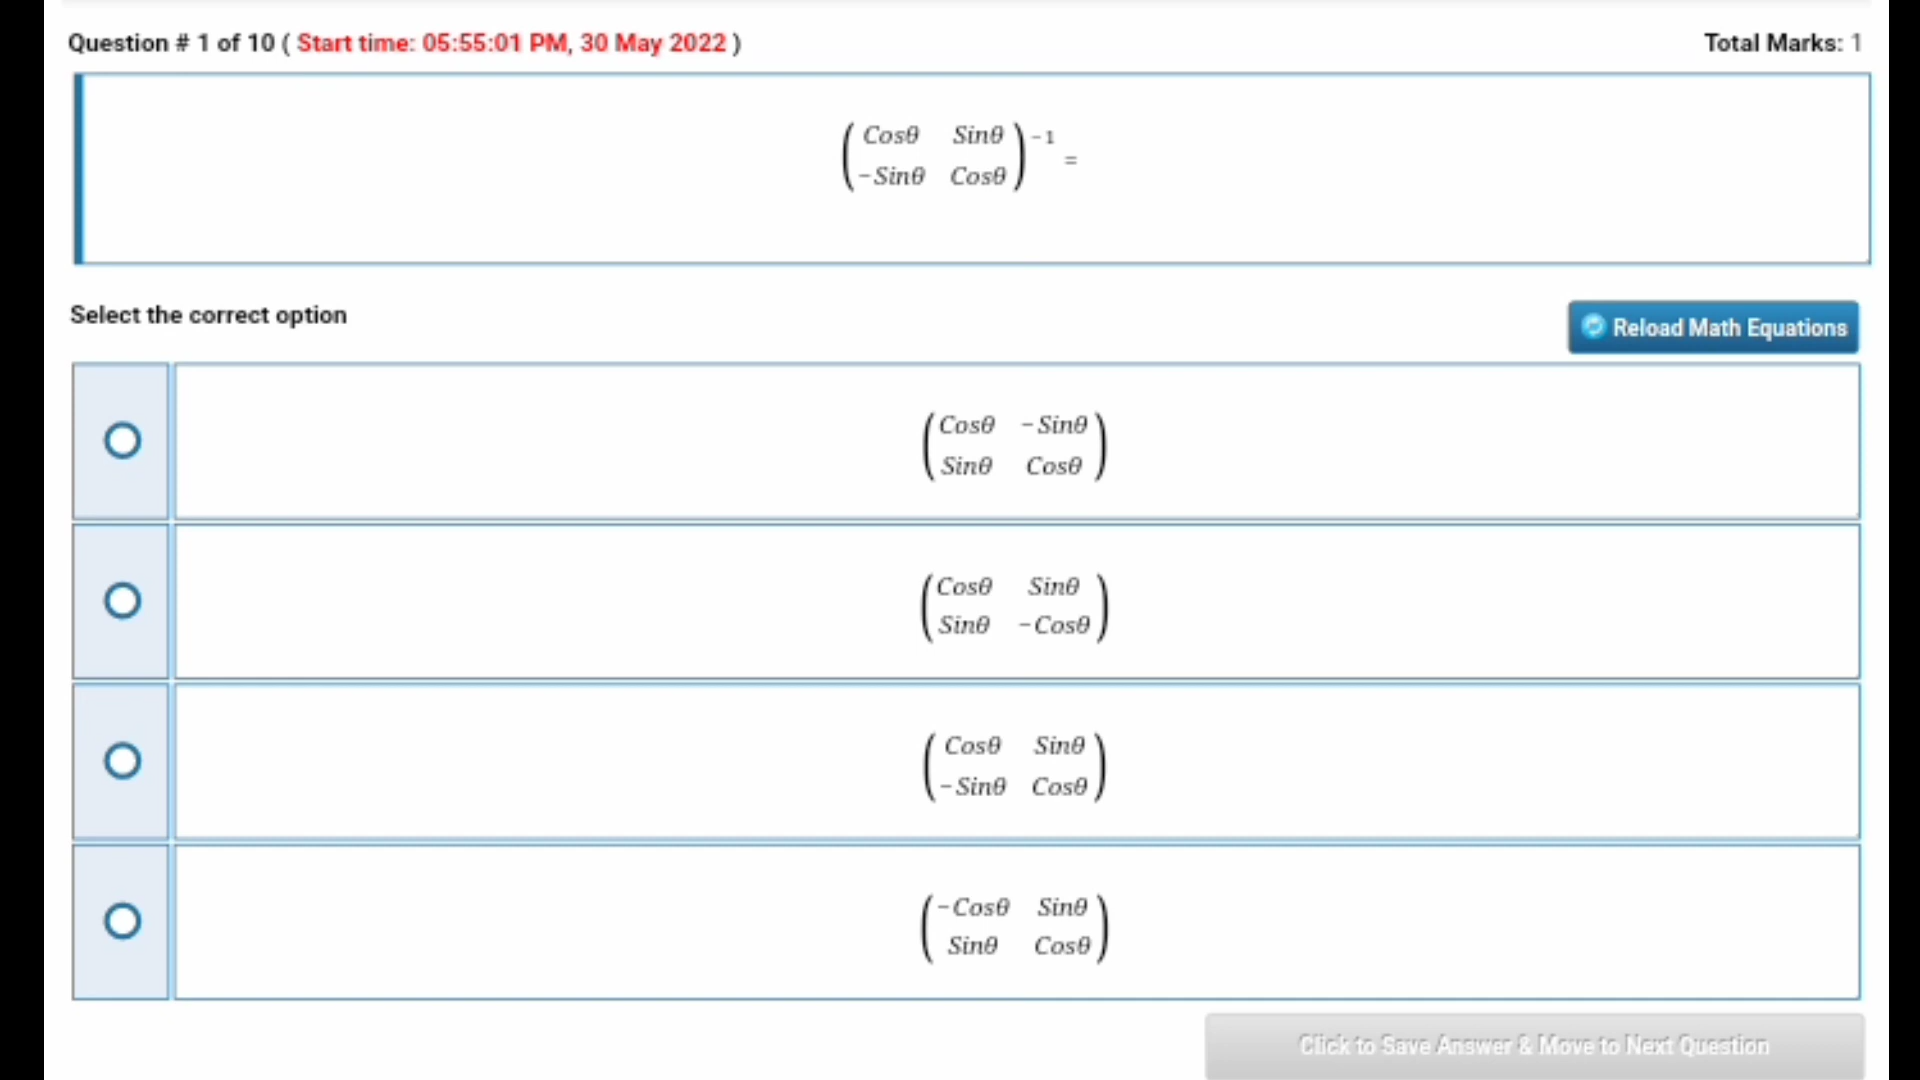 Question # 1 of 10 ( Start time: 05:55:01 PM, 30 May 2022 )
Total Marks: 1
Cosθ Sinθ
-Sinθ Cosθ
-1
=
Select the correct option
Reload Math Equations
Cosθ -Sinθ
Sinθ Cosθ
Cosθ Sinθ
Sinθ -Cosθ
Cosθ Sinθ
-Sinθ Cosθ
-Cosθ Sinθ
Sinθ Cosθ
Click to Save Answer & Move to Next Question